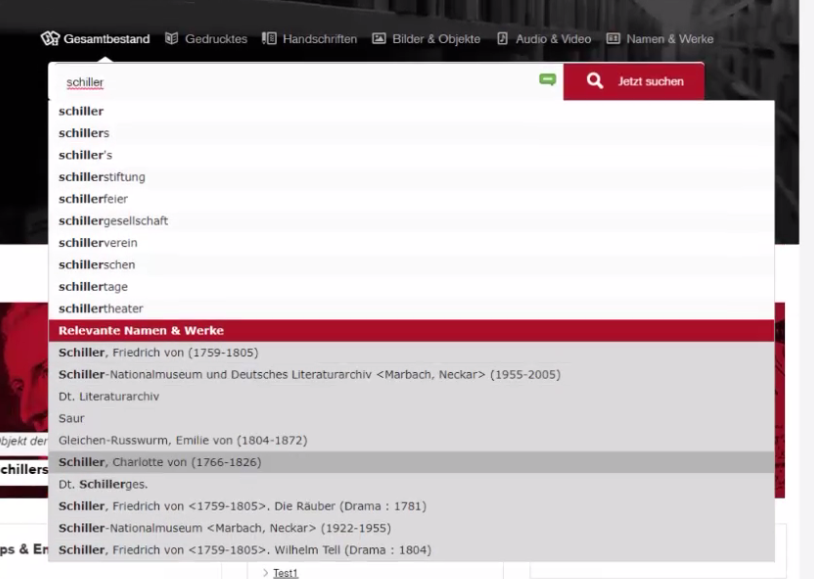 Gesamtbestand Gedrucktes Handschriften Bilder & Objekte Audio & Video Namen & Werke
schiller Jetzt suchen
schiller
schillers
schiller's
schillerstiftung
schillerfeier
schillergesellschaft
schillerverein
schillerschen
schillertage
schillertheater
Relevante Namen & Werke
Schiller, Friedrich von (1759-1805)
Schiller-Nationalmuseum und Deutsches Literaturarchiv <Marbach, Neckar> (1955-2005)
Dt. Literaturarchiv
Saur
Gleichen-Russwurm, Emilie von (1804-1872)
bjekt der
Schiller, Charlotte von (1766-1826)
chillers
Dt. Schillerges.
Schiller, Friedrich von <1759-1805>. Die Räuber (Drama : 1781)
Schiller-Nationalmuseum <Marbach, Neckar> (1922-1955)
ps & En
Schiller, Friedrich von <1759-1805>. Wilhelm Tell (Drama : 1804)
> Test1